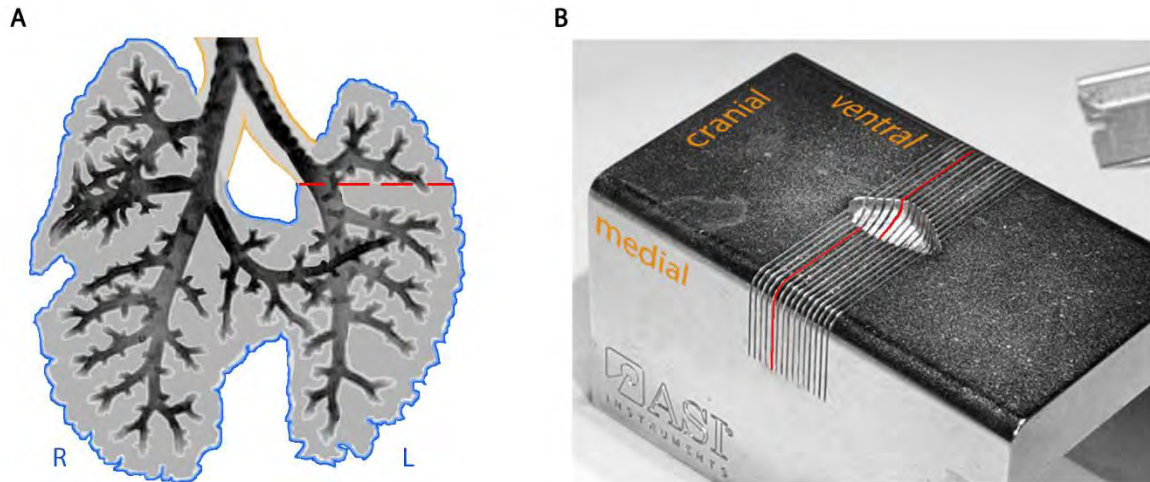 A
B
R
L
cranial
ventral
medial
ASI
INSTRUMENTS